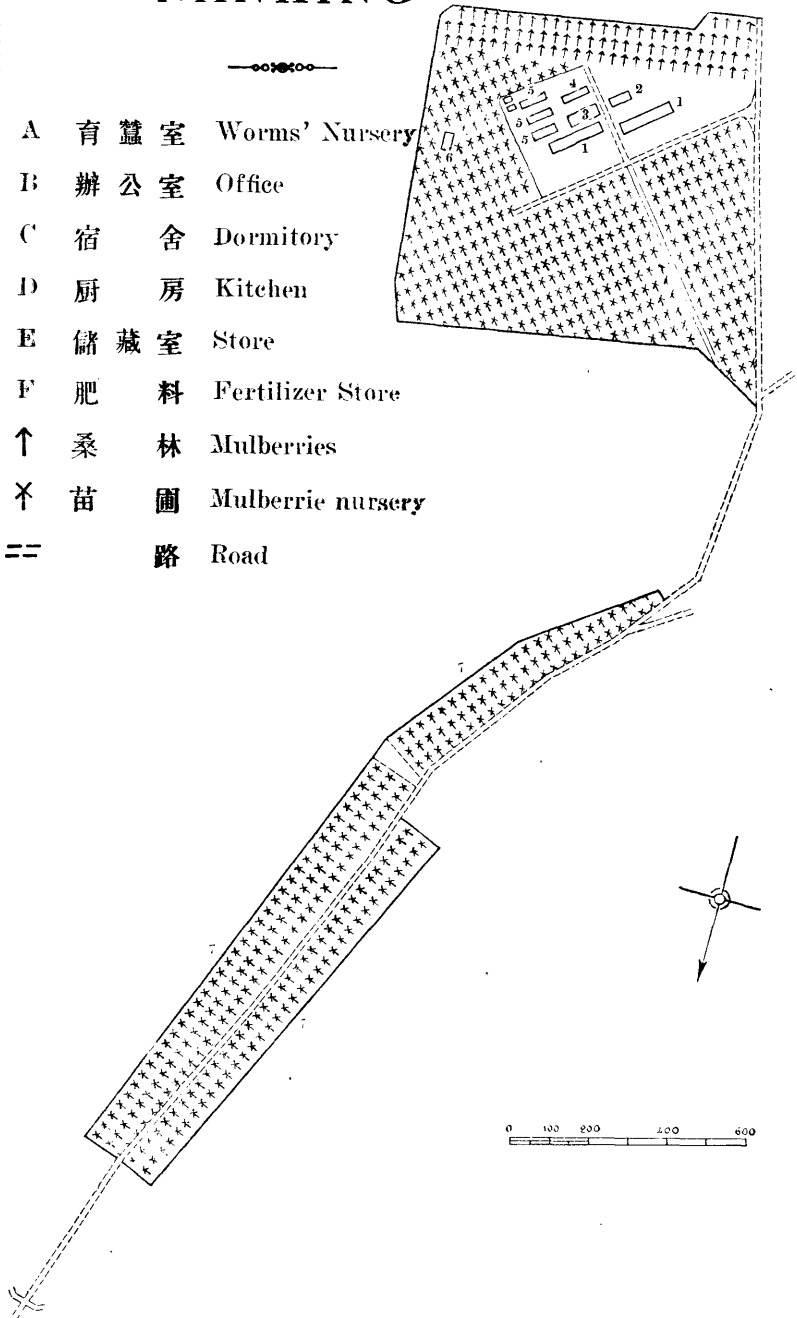 A 育蠶室 Worms' Nursery
B 辦公室 Office
C 宿舍 Dormitory
D 厨房 Kitchen
E 儲藏室 Store
F 肥料 Fertilizer Store
↑ 桑林 Mulberries
苗圃 Mulberrie nursery
路 Road
5 4 2
5 3 1
5 1
6
7
7
7
0 100 200 400 600